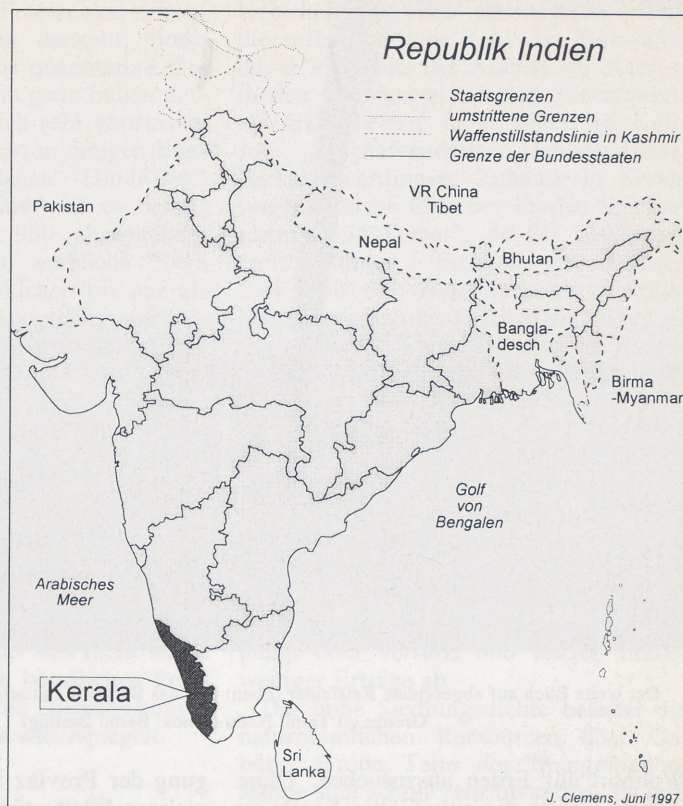 Republik Indien
Staatsgrenzen
umstrittene Grenzen
Waffenstillstandslinie in Kashmir
Grenze der Bundesstaaten
VR China
Tibet
Pakistan
Nepal
Bhutan
Bangla-
desch
Birma
-Myanmar
Golf
von
Bengalen
Arabisches
Meer
Kerala
Sri
Lanka
J. Clemens, Juni 1997